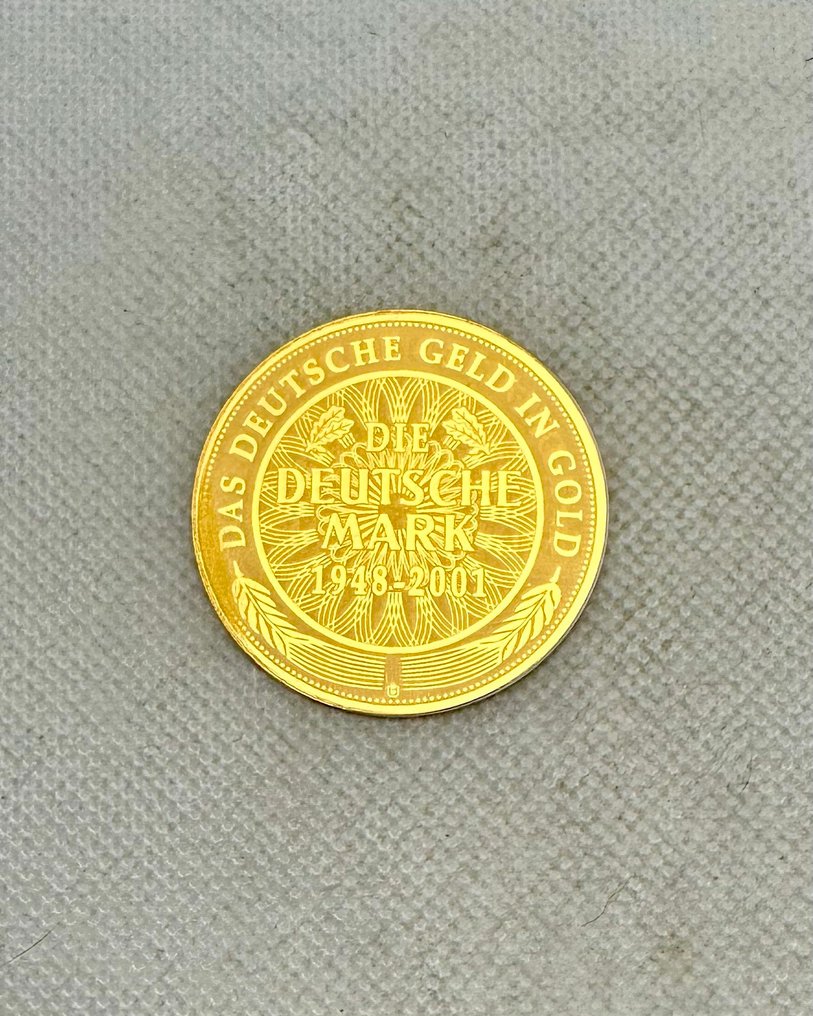 DAS DEUTSCHE GELD IN GOLD
DIE
DEUTSCHE
MARK
1948-2001